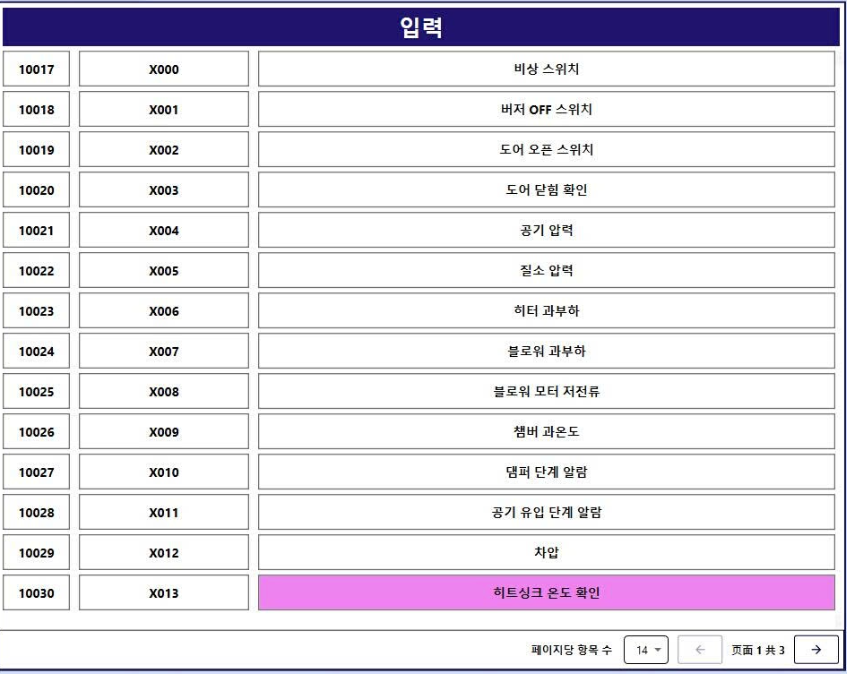 입력
10017 X000 비상 스위치
10018 X001 버저 OFF 스위치
10019 X002 도어 오픈 스위치
10020 X003 도어 닫힘 확인
10021 X004 공기 압력
10022 X005 질소 압력
10023 X006 히터 과부하
10024 X007 블로워 과부하
10025 X008 블로워 모터 저전류
10026 X009 챔버 과온도
10027 X010 댐퍼 단계 알람
10028 X011 공기 유입 단계 알람
10029 X012 차압
10030 X013 히트싱크 온도 확인
페이지당 항목 수 14 ← 页面 1 共 3 →